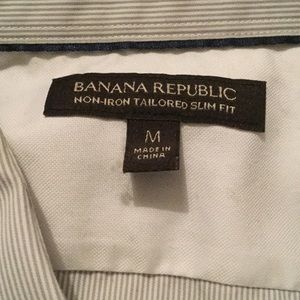 BANANA REPUBLIC
NON-IRON TAILORED SLIM FIT
M
MADE IN
CHINA